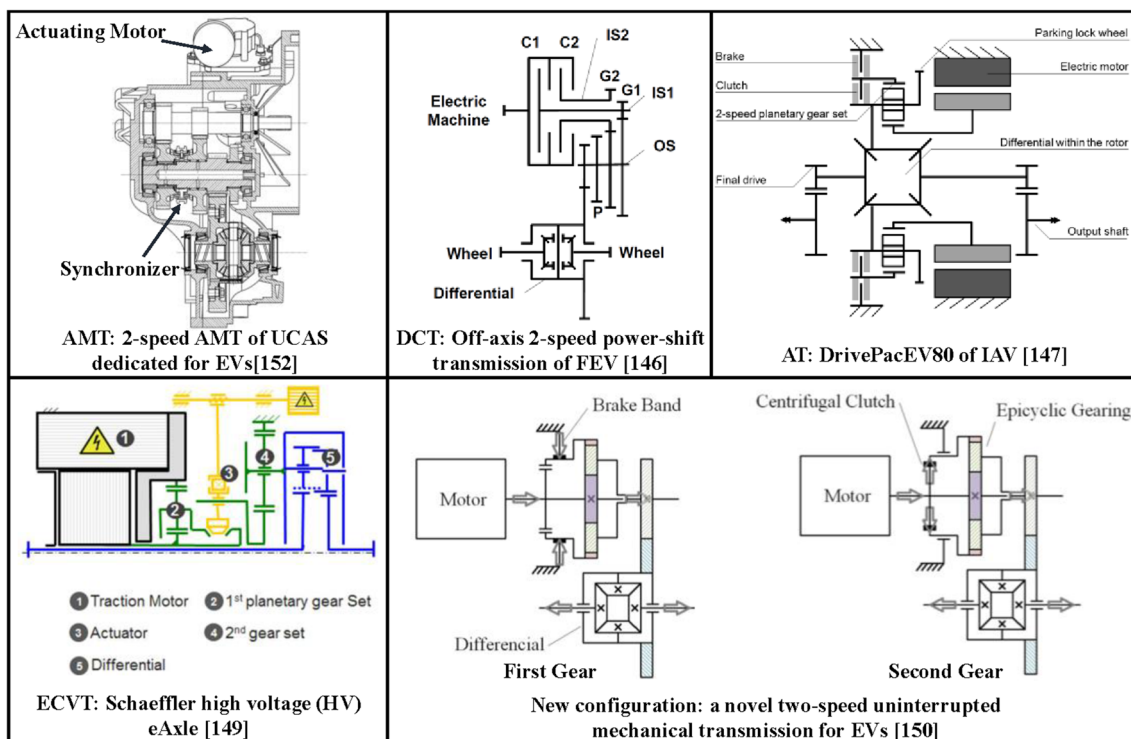 Actuating Motor
Synchronizer
AMT: 2-speed AMT of UCAS
dedicated for EVs[152]
C1 C2 IS2
G2
G1 IS1
Electric
Machine
OS
P
Wheel Wheel
Differential
DCT: Off-axis 2-speed power-shift
transmission of FEV [146]
Parking lock wheel
Brake
Electric motor
Clutch
2-speed planetary gear set
Differential within the rotor
Final drive
Output shaft
AT: DrivePacEV80 of IAV [147]
1
2
3
4
5
1 Traction Motor 2 1st planetary gear Set
3 Actuator 4 2nd gear set
5 Differential
ECVT: Schaeffler high voltage (HV)
eAxle [149]
Brake Band
Motor
Differencial
First Gear
Centrifugal Clutch Epicyclic Gearing
Motor
Second Gear
New configuration: a novel two-speed uninterrupted
mechanical transmission for EVs [150]